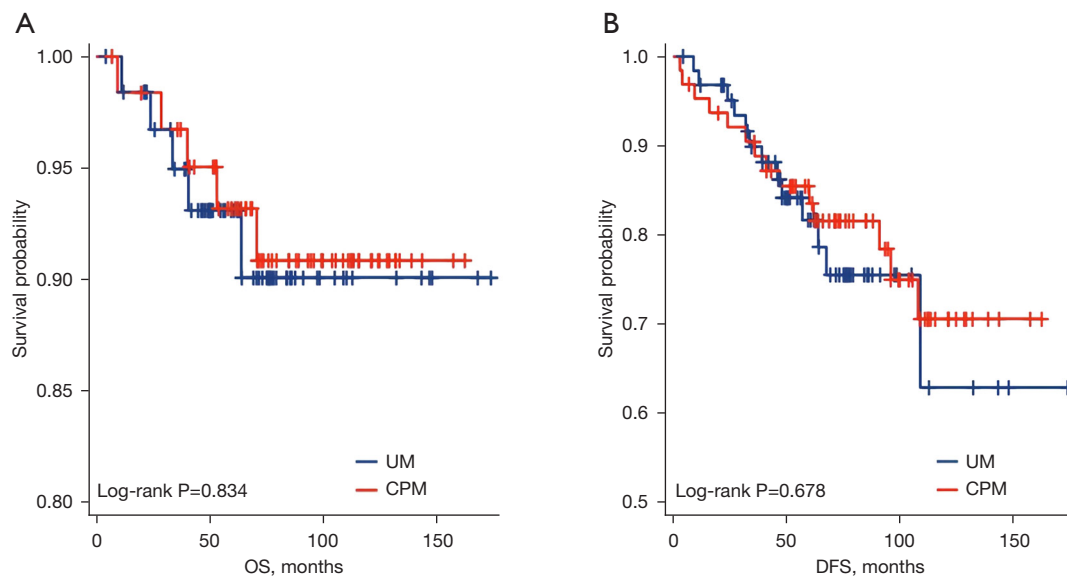 A
1.00
0.95
0.90
0.85
0.80
Survival probability
UM
CPM
Log-rank P=0.834
0 50 100 150
OS, months
B
1.0
0.9
0.8
0.7
0.6
0.5
Survival probability
UM
CPM
Log-rank P=0.678
0 50 100 150
DFS, months